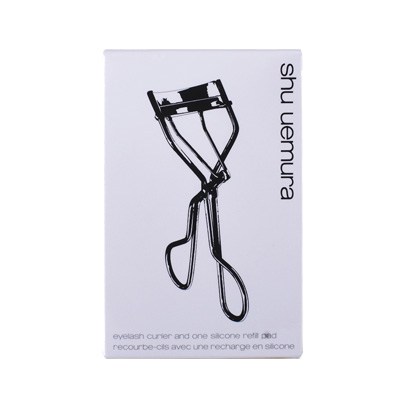 shu uemura
eyelash curler and one silicone refill pad
recourbe-cils avec une recharge en silicone